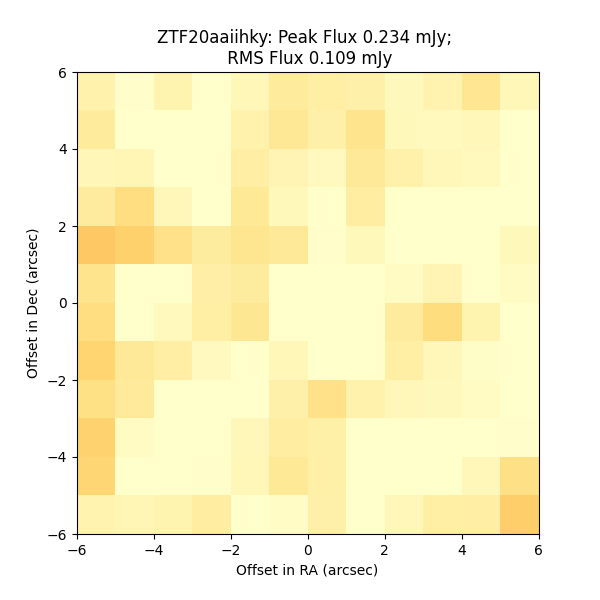 ZTF20aaiihky: Peak Flux 0.234 mJy;
RMS Flux 0.109 mJy
6
4
2
0
−2
−4
−6
Offset in Dec (arcsec)
−6 −4 −2 0 2 4 6
Offset in RA (arcsec)